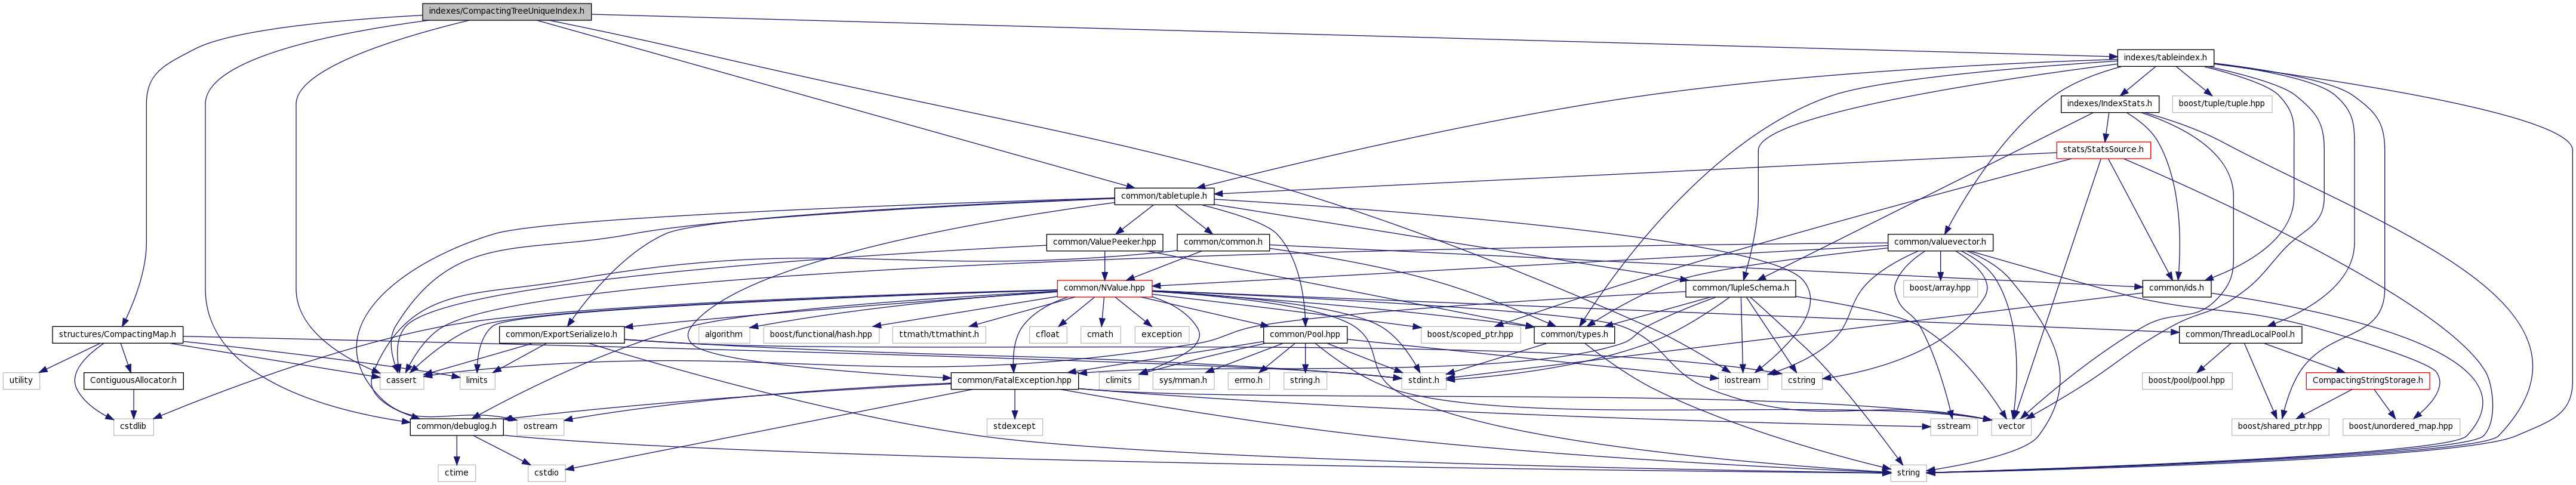 indexes/CompactingTreeUniqueIndex.h
indexes/tableindex.h
indexes/IndexStats.h
boost/tuple/tuple.hpp
stats/StatsSource.h
common/tabletuple.h
common/ValuePeeker.hpp
common/common.h
common/valuevector.h
common/NValue.hpp
boost/array.hpp
common/TupleSchema.h
common/ids.h
structures/CompactingMap.h
common/ExportSerializeIo.h
algorithm
boost/functional/hash.hpp
ttmath/ttmathint.h
cfloat
cmath
exception
common/Pool.hpp
boost/scoped_ptr.hpp
common/types.h
common/ThreadLocalPool.h
utility
ContiguousAllocator.h
cassert
limits
common/FatalException.hpp
climits
sys/mman.h
errno.h
string.h
stdint.h
iostream
cstring
boost/pool/pool.hpp
CompactingStringStorage.h
cstdlib
common/debuglog.h
ostream
stdexcept
sstream
vector
boost/shared_ptr.hpp
boost/unordered_map.hpp
ctime
cstdio
string